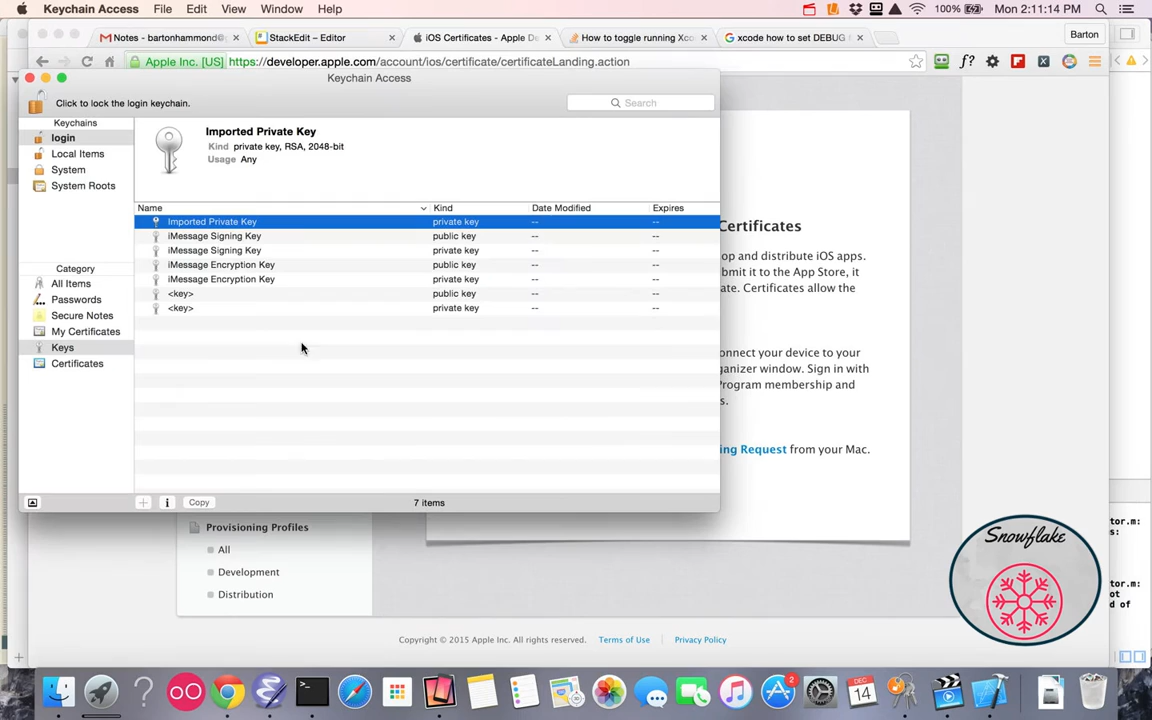 Keychain Access File Edit View Window Help 100% Mon 2:11:14 PM
Notes - bartonhammond@
StackEdit – Editor
iOS Certificates - Apple De
How to toggle running Xco
xcode how to set DEBUG
Barton
Apple Inc. [US] https://developer.apple.com/account/ios/certificate/certificateLanding.action
f?
Keychain Access
Click to lock the login keychain.
Search
Keychains
login
Local Items
System
System Roots
Imported Private Key
Kind private key, RSA, 2048-bit
Usage Any
Name Kind Date Modified Expires
Imported Private Key private key -- --
iMessage Signing Key public key -- --
iMessage Signing Key private key -- --
iMessage Encryption Key public key -- --
iMessage Encryption Key private key -- --
<key> public key -- --
<key> private key -- --
Category
All Items
Passwords
Secure Notes
My Certificates
Keys
Certificates
Copy
7 items
Certificates
op and distribute iOS apps.
bmit it to the App Store, it
ate. Certificates allow the
onnect your device to your
ganizer window. Sign in with
Program membership and
s.
ing Request from your Mac.
Provisioning Profiles
All
Development
Distribution
tor.m:
s:
tor.m:
ot
d of
Snowflake
Copyright © 2015 Apple Inc. All rights reserved. Terms of Use Privacy Policy
2
14